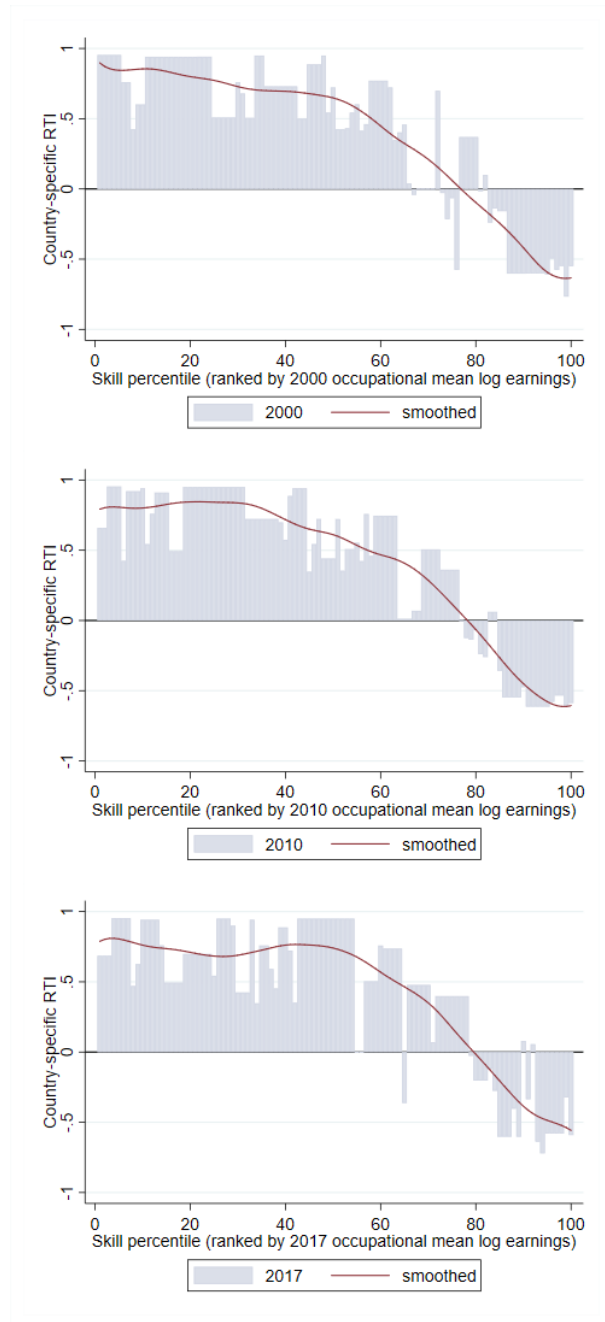 Country-specific RTI
1
.5
0
-.5
-1
0 20 40 60 80 100
Skill percentile (ranked by 2000 occupational mean log earnings)
2000 smoothed
Country-specific RTI
1
.5
0
-.5
-1
0 20 40 60 80 100
Skill percentile (ranked by 2010 occupational mean log earnings)
2010 smoothed
Country-specific RTI
1
.5
0
-.5
-1
0 20 40 60 80 100
Skill percentile (ranked by 2017 occupational mean log earnings)
2017 smoothed